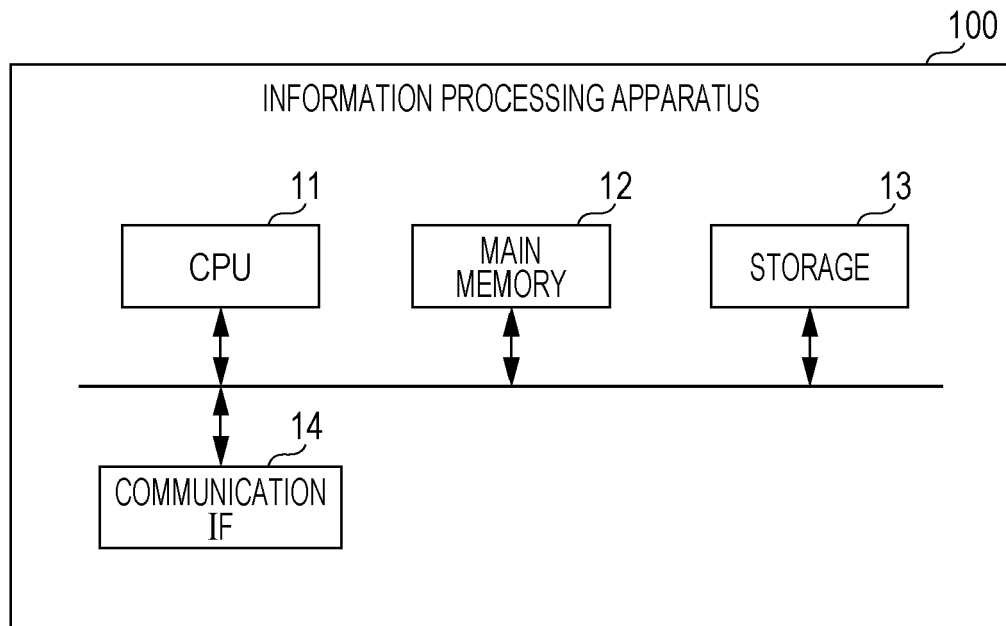 100
INFORMATION PROCESSING APPARATUS
11
12
13
CPU
MAIN
MEMORY
STORAGE
14
COMMUNICATION
IF